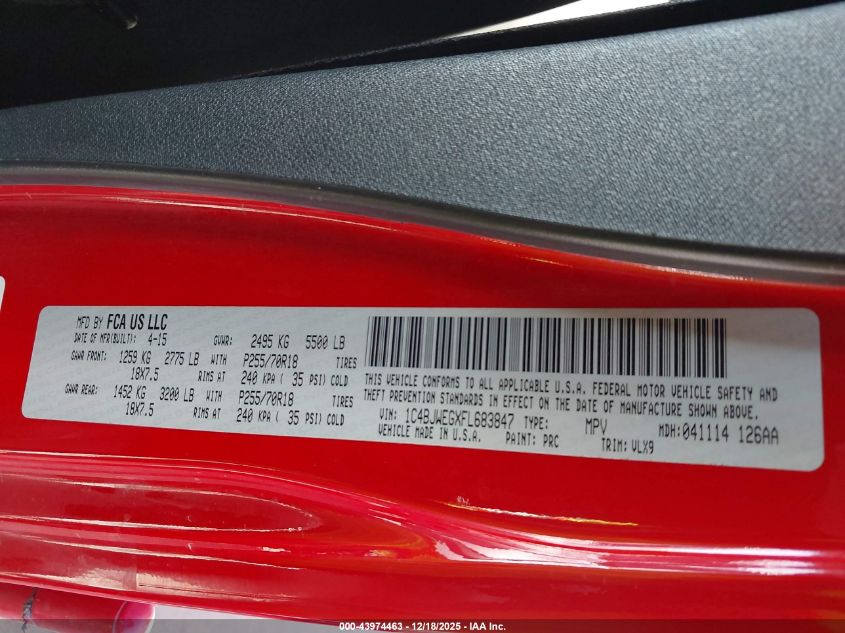 MFD BY FCA US LLC
DATE OF MFR(BUILT): 4-15 GVWR: 2495 KG 5500 LB
GAWR FRONT: 1259 KG 2775 LB WITH P255/70R18 TIRES
18X7.5 RIMS AT 240 KPA ( 35 PSI) COLD
GAWR REAR: 1452 KG 3200 LB WITH P255/70R18 TIRES
18X7.5 RIMS AT 240 KPA ( 35 PSI) COLD
THIS VEHICLE CONFORMS TO ALL APPLICABLE U.S.A. FEDERAL MOTOR VEHICLE SAFETY AND
THEFT PREVENTION STANDARDS IN EFFECT ON THE DATE OF MANUFACTURE SHOWN ABOVE.
VIN: 1C4BJWEGXFL683847 TYPE: MPV MDH:041114 126AA
VEHICLE MADE IN U.S.A. PAINT: PRC TRIM: VLX9
000-43974463 - 12/18/2025 - IAA Inc.